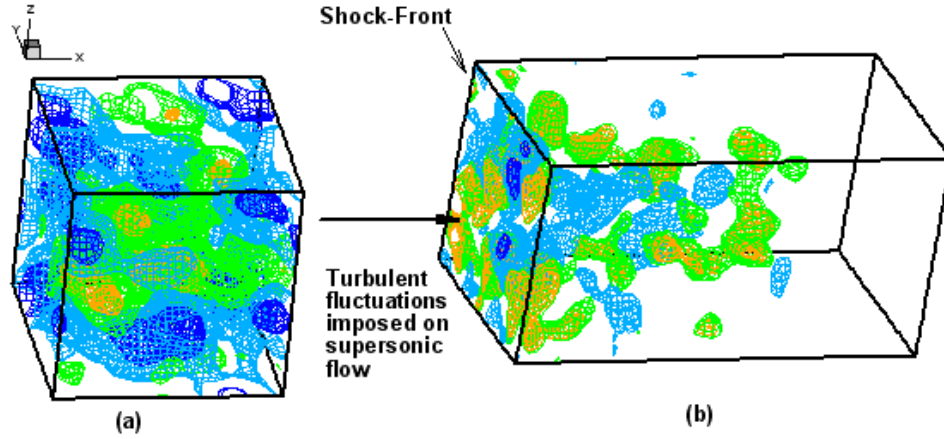 Shock-Front
Z
Y
X
Turbulent
fluctuations
imposed on
supersonic
flow
(a)
(b)